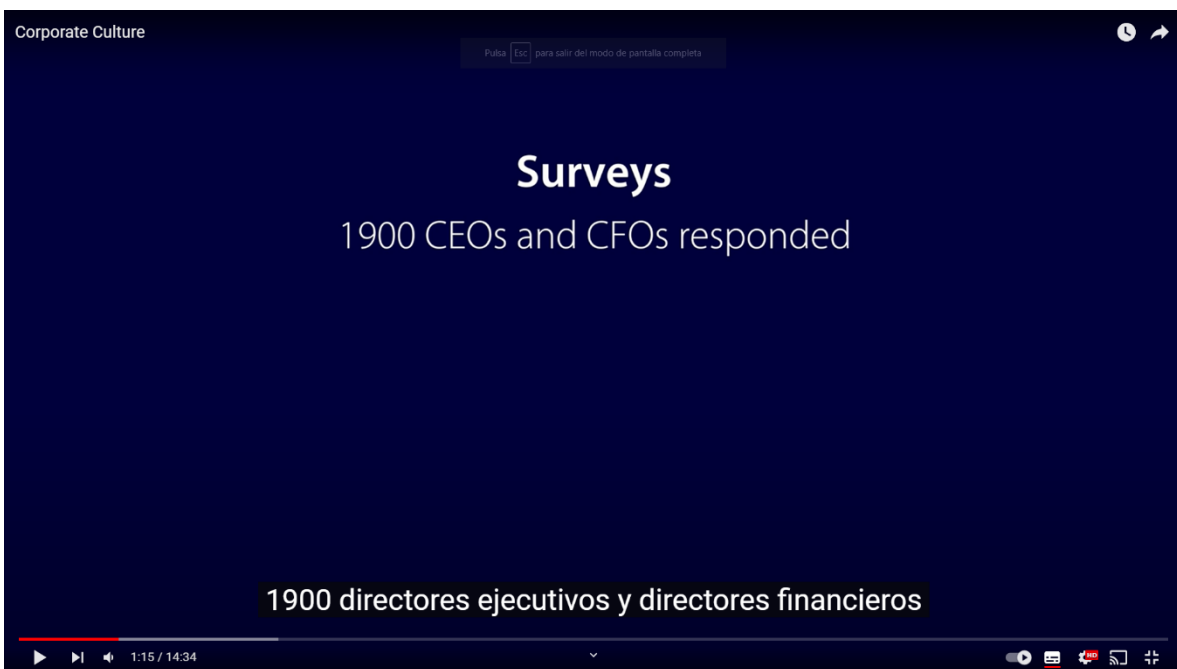 Corporate Culture
Pulsa Esc para salir del modo de pantalla completa
Surveys
1900 CEOs and CFOs responded
1900 directores ejecutivos y directores financieros
1:15 / 14:34
HD